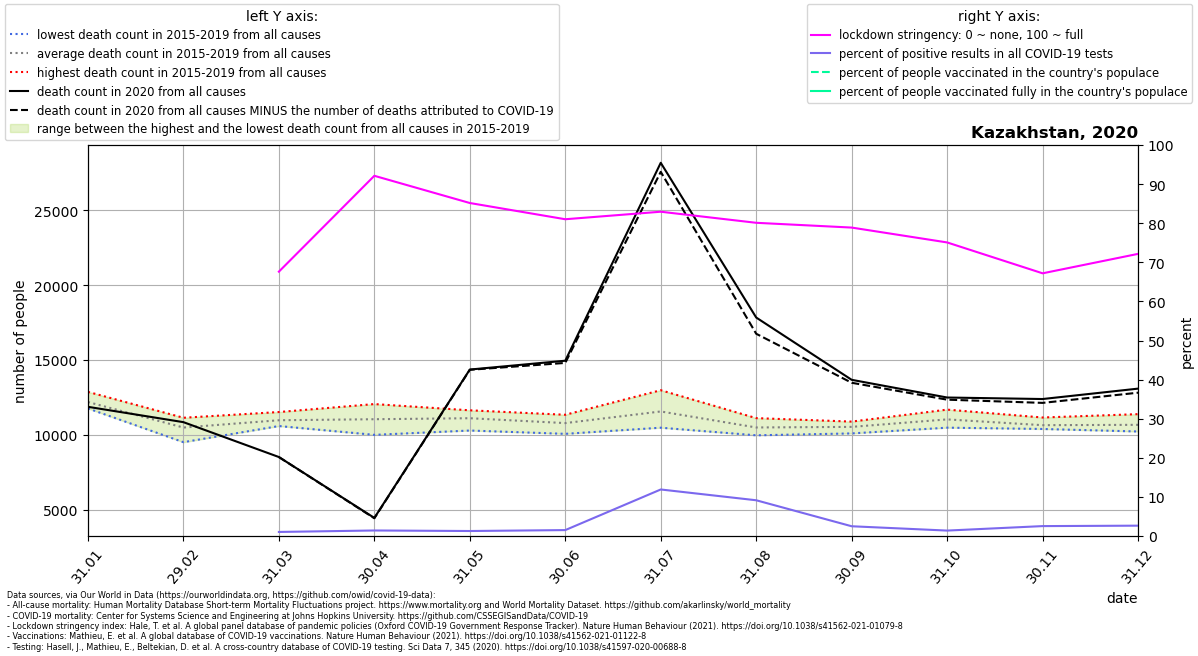 left Y axis:
lowest death count in 2015-2019 from all causes
average death count in 2015-2019 from all causes
highest death count in 2015-2019 from all causes
death count in 2020 from all causes
death count in 2020 from all causes MINUS the number of deaths attributed to COVID-19
range between the highest and the lowest death count from all causes in 2015-2019
right Y axis:
lockdown stringency: 0 ~ none, 100 ~ full
percent of positive results in all COVID-19 tests
percent of people vaccinated in the country's populace
percent of people vaccinated fully in the country's populace
Kazakhstan, 2020
number of people
25000
20000
15000
10000
5000
100
90
80
70
60
50
40
30
20
10
0
percent
31.01
29.02
31.03
30.04
31.05
30.06
31.07
31.08
30.09
31.10
30.11
31.12
date
Data sources, via Our World in Data (https://ourworldindata.org, https://github.com/owid/covid-19-data):
- All-cause mortality: Human Mortality Database Short-term Mortality Fluctuations project. https://www.mortality.org and World Mortality Dataset. https://github.com/akarlinsky/world_mortality
- COVID-19 mortality: Center for Systems Science and Engineering at Johns Hopkins University. https://github.com/CSSEGISandData/COVID-19
- Lockdown stringency index: Hale, T. et al. A global panel database of pandemic policies (Oxford COVID-19 Government Response Tracker). Nature Human Behaviour (2021). https://doi.org/10.1038/s41562-021-01079-8
- Vaccinations: Mathieu, E. et al. A global database of COVID-19 vaccinations. Nature Human Behaviour (2021). https://doi.org/10.1038/s41562-021-01122-8
- Testing: Hasell, J., Mathieu, E., Beltekian, D. et al. A cross-country database of COVID-19 testing. Sci Data 7, 345 (2020). https://doi.org/10.1038/s41597-020-00688-8